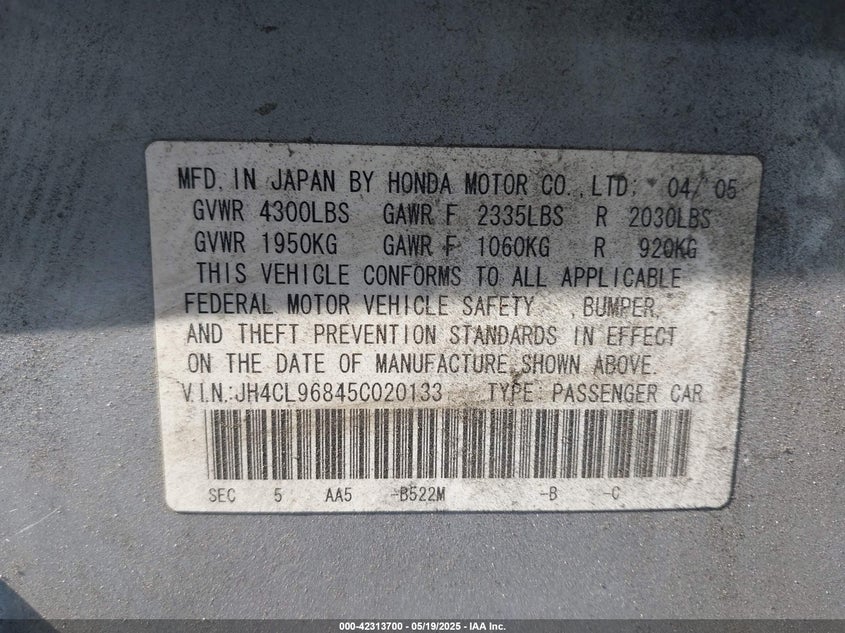 MFD. IN JAPAN BY HONDA MOTOR CO., LTD. 04/05
GVWR 4300LBS GAWR F 2335LBS R 2030LBS
GVWR 1950KG GAWR F 1060KG R 920KG
THIS VEHICLE CONFORMS TO ALL APPLICABLE
FEDERAL MOTOR VEHICLE SAFETY , BUMPER,
AND THEFT PREVENTION STANDARDS IN EFFECT
ON THE DATE OF MANUFACTURE SHOWN ABOVE.
V.I.N.:JH4CL96845C020133 TYPE: PASSENGER CAR
SEC 5 AA5 -B522M -B -C
000-42313700 - 05/19/2025 - IAA Inc.